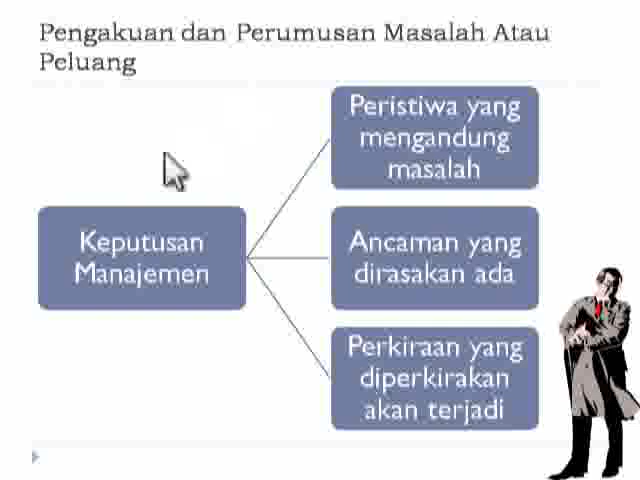 Pengakuan dan Perumusan Masalah Atau
Peluang
Peristiwa yang
mengandung
masalah
Keputusan
Manajemen
Ancaman yang
dirasakan ada
Perkiraan yang
diperkirakan
akan terjadi